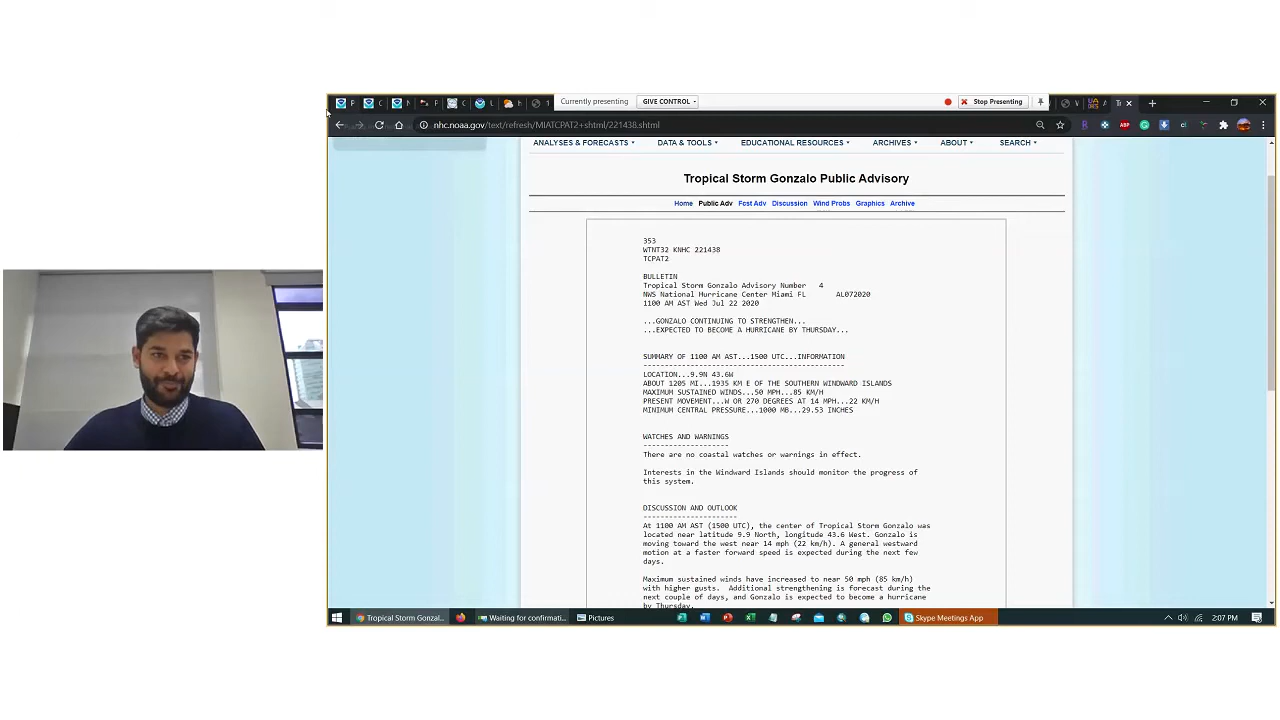 Currently presenting
GIVE CONTROL
Stop Presenting
nhc.noaa.gov/text/refresh/MIATCPAT2+shtml/221438.shtml
ABP
ANALYSES & FORECASTS
DATA & TOOLS
EDUCATIONAL RESOURCES
ARCHIVES
ABOUT
SEARCH
Tropical Storm Gonzalo Public Advisory
Home Public Adv Fcst Adv Discussion Wind Probs Graphics Archive
353
WTNT32 KNHC 221438
TCPAT2
BULLETIN
Tropical Storm Gonzalo Advisory Number 4
NWS National Hurricane Center Miami FL AL072020
1100 AM AST Wed Jul 22 2020
...GONZALO CONTINUING TO STRENGTHEN...
...EXPECTED TO BECOME A HURRICANE BY THURSDAY...
SUMMARY OF 1100 AM AST...1500 UTC...INFORMATION
----------------------------------------------
LOCATION...9.9N 43.6W
ABOUT 1205 MI...1935 KM E OF THE SOUTHERN WINDWARD ISLANDS
MAXIMUM SUSTAINED WINDS...50 MPH...85 KM/H
PRESENT MOVEMENT...W OR 270 DEGREES AT 14 MPH...22 KM/H
MINIMUM CENTRAL PRESSURE...1000 MB...29.53 INCHES
WATCHES AND WARNINGS
--------------------
There are no coastal watches or warnings in effect.
Interests in the Windward Islands should monitor the progress of
this system.
DISCUSSION AND OUTLOOK
----------------------
At 1100 AM AST (1500 UTC), the center of Tropical Storm Gonzalo was
located near latitude 9.9 North, longitude 43.6 West. Gonzalo is
moving toward the west near 14 mph (22 km/h). A general westward
motion at a faster forward speed is expected during the next few
days.
Maximum sustained winds have increased to near 50 mph (85 km/h)
with higher gusts. Additional strengthening is forecast during the
next couple of days, and Gonzalo is expected to become a hurricane
by Thursday.
Tropical Storm Gonzal...
Waiting for confirmati...
Pictures
Skype Meetings App
2:07 PM